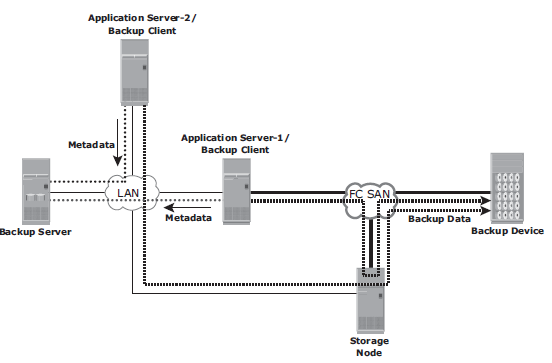 Application Server-2/
Backup Client
Metadata
Application Server-1/
Backup Client
LAN
FC SAN
Metadata
Backup Data
Backup Server
Backup Device
Storage
Node